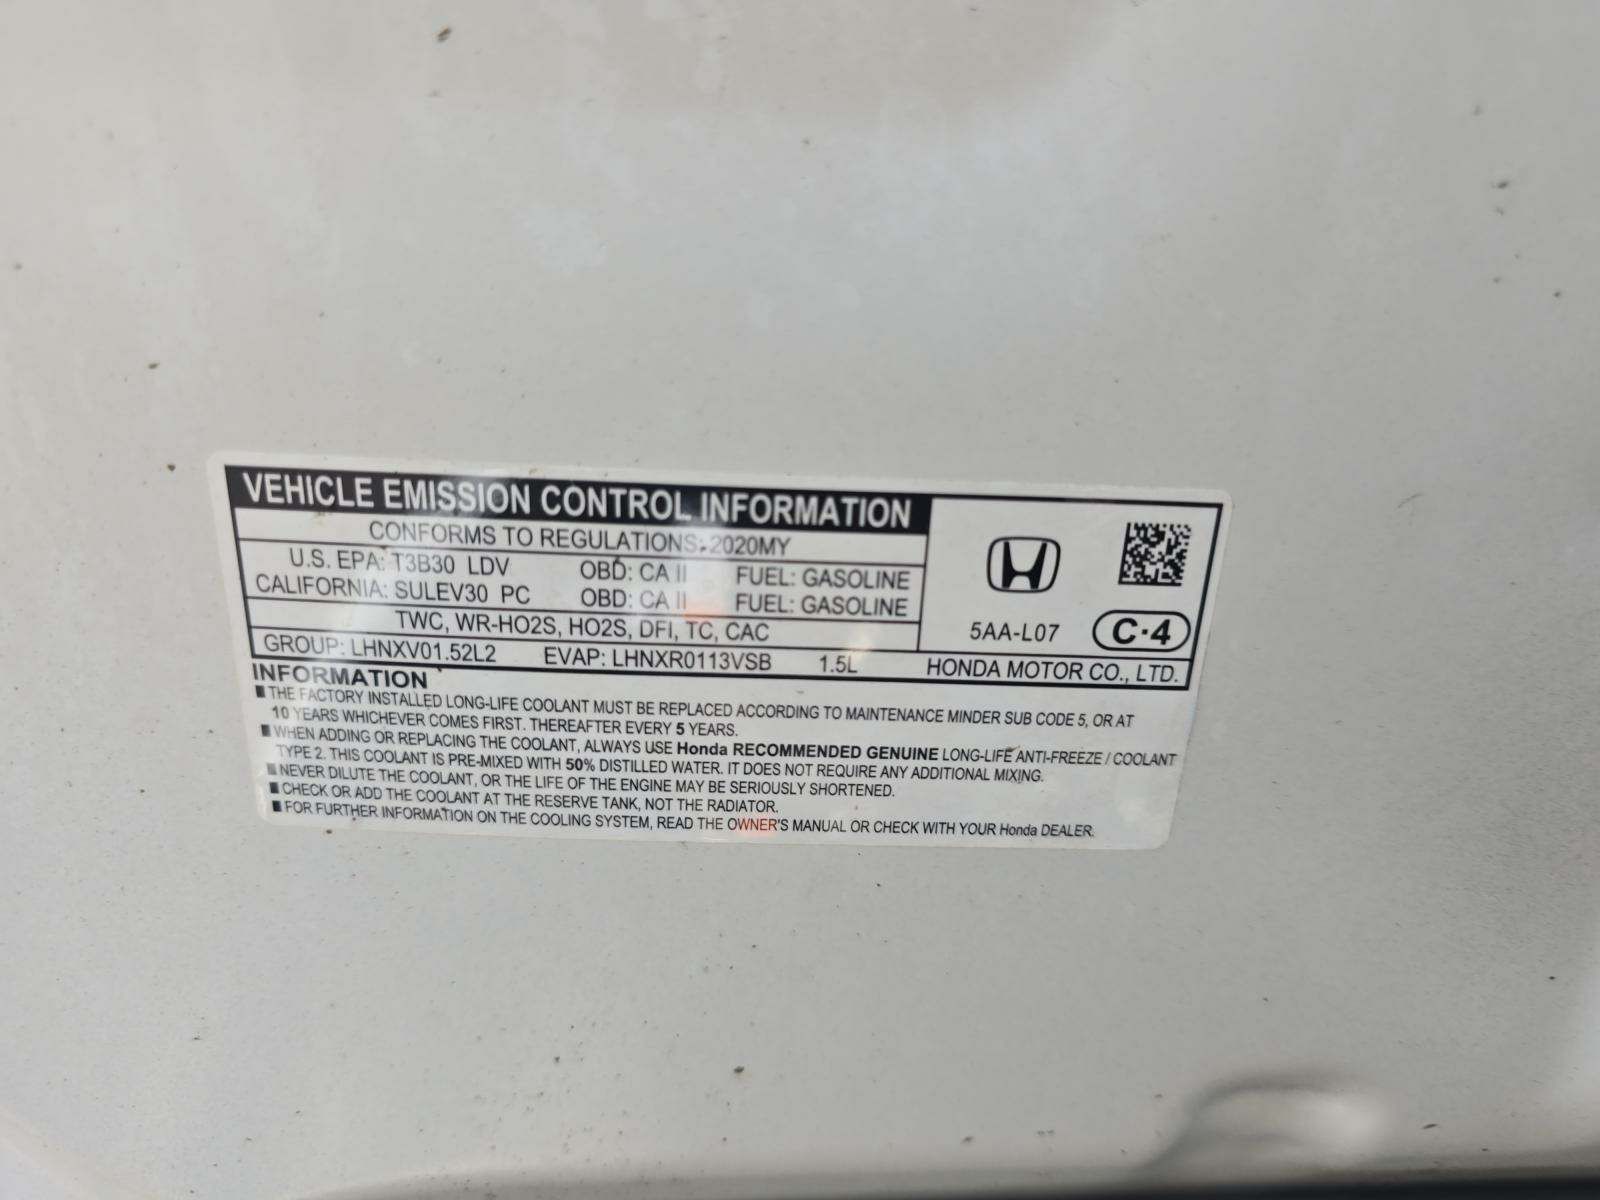 VEHICLE EMISSION CONTROL INFORMATION
CONFORMS TO REGULATIONS: 2020MY
U.S. EPA: T3B30 LDV OBD: CA II FUEL: GASOLINE
CALIFORNIA: SULEV30 PC OBD: CA II FUEL: GASOLINE
TWC, WR-HO2S, HO2S, DFI, TC, CAC
5AA-L07 C·4
GROUP: LHNXV01.52L2 EVAP: LHNXR0113VSB 1.5L HONDA MOTOR CO., LTD.
INFORMATION
■ THE FACTORY INSTALLED LONG-LIFE COOLANT MUST BE REPLACED ACCORDING TO MAINTENANCE MINDER SUB CODE 5, OR AT
10 YEARS WHICHEVER COMES FIRST. THEREAFTER EVERY 5 YEARS.
■ WHEN ADDING OR REPLACING THE COOLANT, ALWAYS USE Honda RECOMMENDED GENUINE LONG-LIFE ANTI-FREEZE / COOLANT
TYPE 2. THIS COOLANT IS PRE-MIXED WITH 50% DISTILLED WATER. IT DOES NOT REQUIRE ANY ADDITIONAL MIXING.
■ NEVER DILUTE THE COOLANT, OR THE LIFE OF THE ENGINE MAY BE SERIOUSLY SHORTENED.
■ CHECK OR ADD THE COOLANT AT THE RESERVE TANK, NOT THE RADIATOR.
■ FOR FURTHER INFORMATION ON THE COOLING SYSTEM, READ THE OWNER'S MANUAL OR CHECK WITH YOUR Honda DEALER.